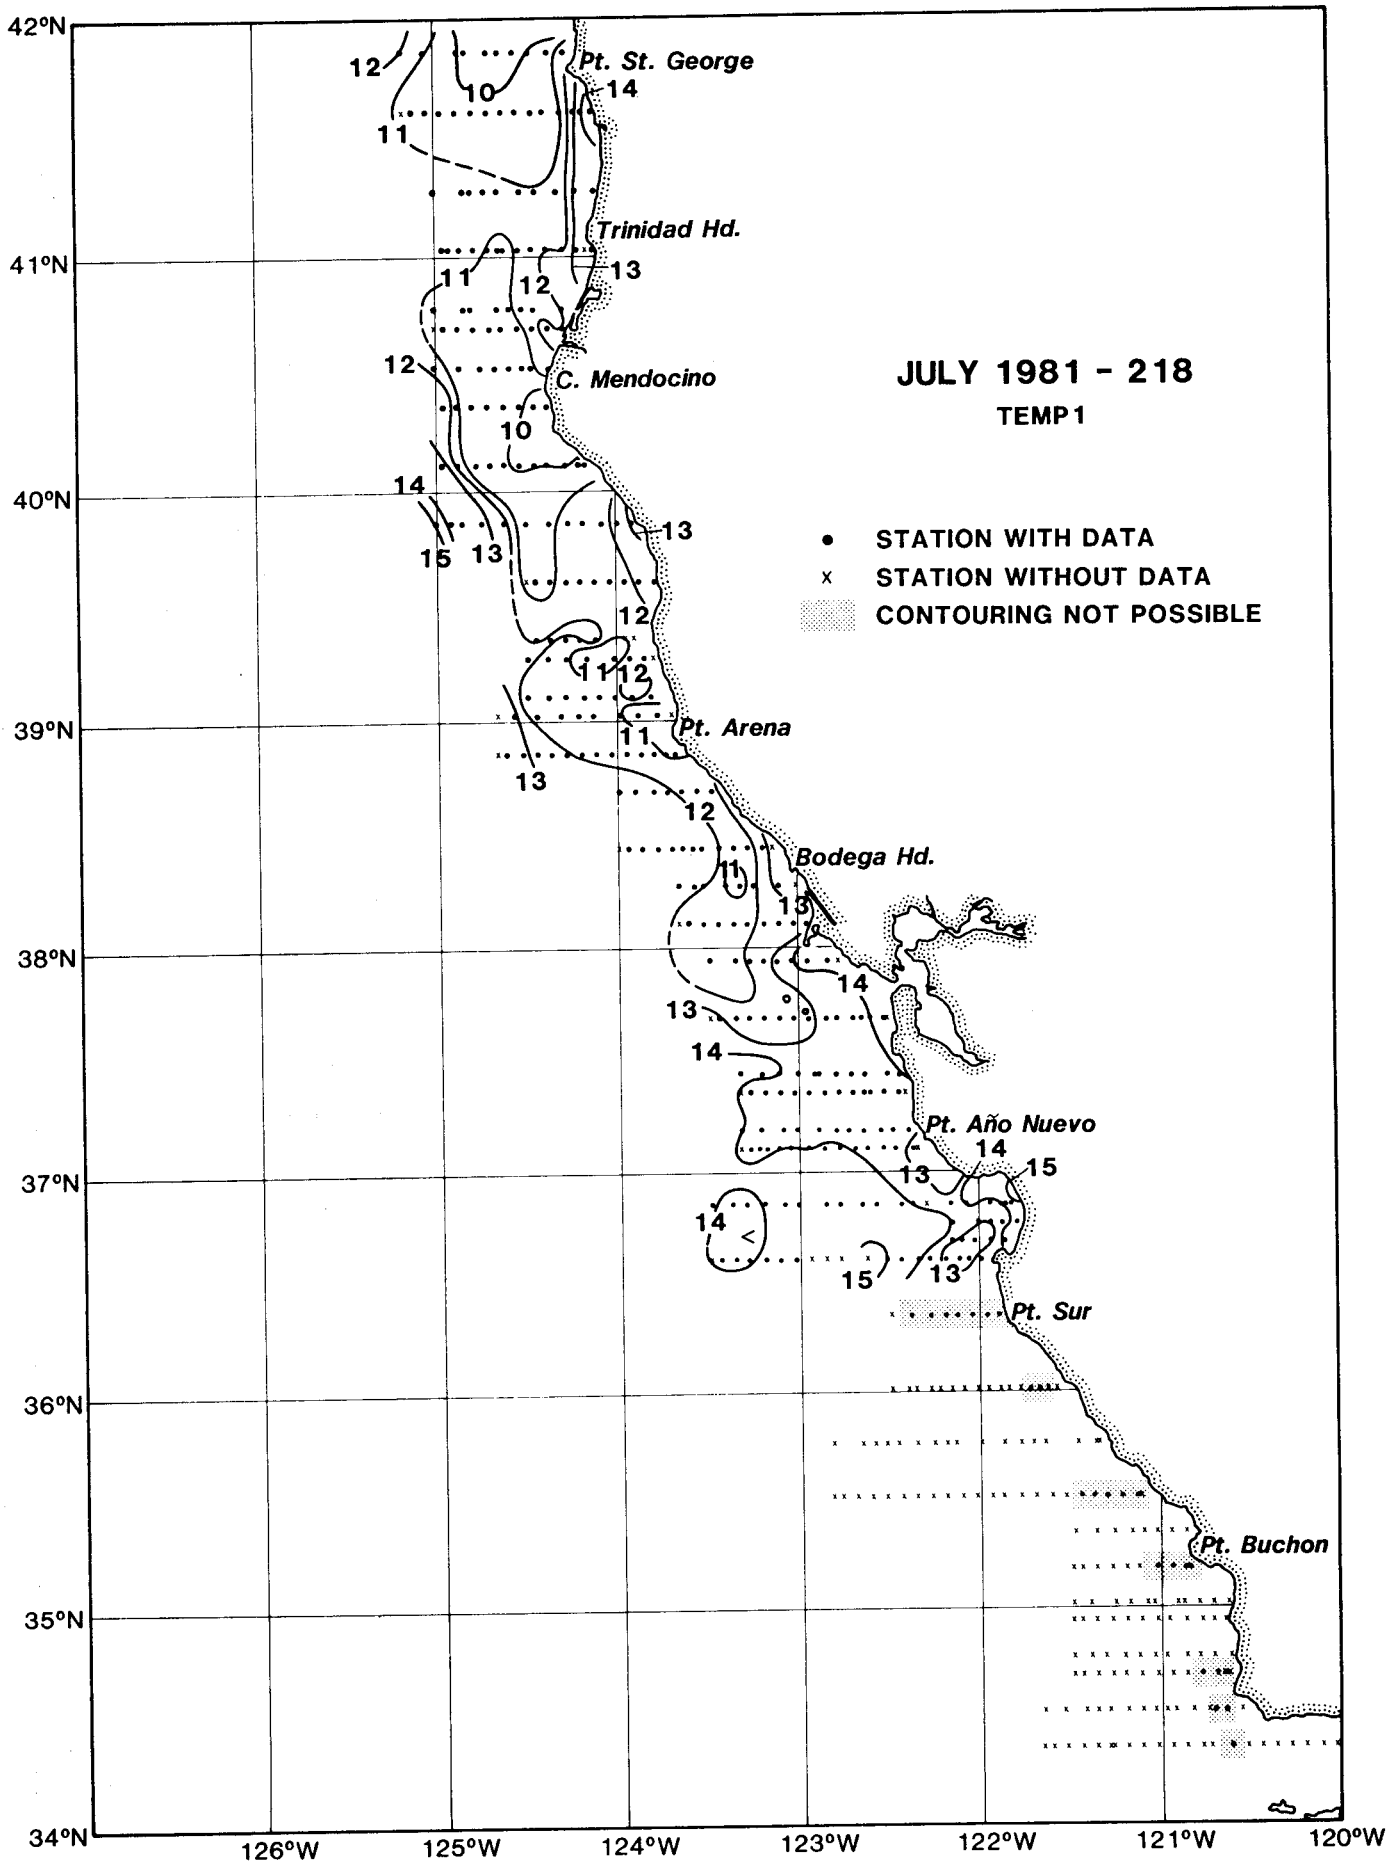 42°N
Pt. St. George
12
10
14
11
Trinidad Hd.
41°N
11
12
13
12
C. Mendocino
JULY 1981 - 218
TEMP 1
10
14
40°N
13
15
13
• STATION WITH DATA
x STATION WITHOUT DATA
CONTOURING NOT POSSIBLE
12
11
12
39°N
Pt. Arena
11
13
12
Bodega Hd.
11
13
38°N
14
13
14
Pt. Año Nuevo
14
15
13
37°N
14
<
15
13
Pt. Sur
36°N
Pt. Buchon
35°N
34°N
126°W
125°W
124°W
123°W
122°W
121°W
120°W